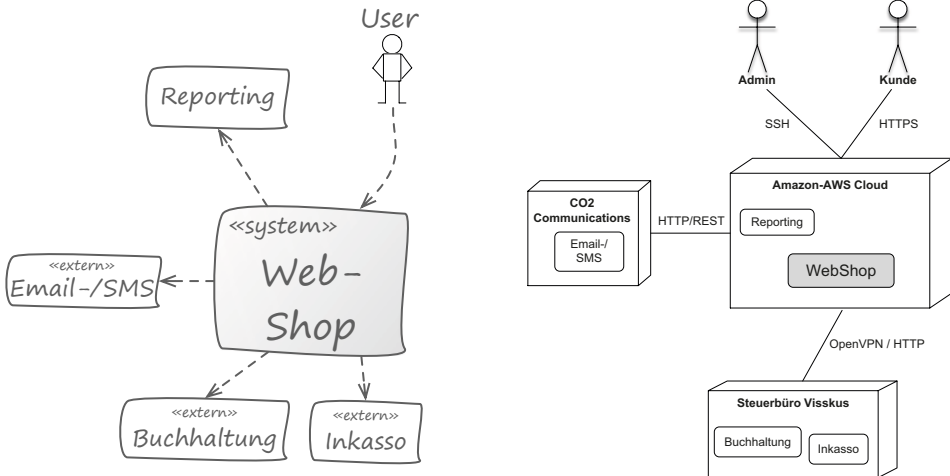 User
Reporting
«system»
Web-
Shop
«extern»
Email-/SMS
«extern»
Buchhaltung
«extern»
Inkasso
Admin
Kunde
SSH
HTTPS
Amazon-AWS Cloud
Reporting
WebShop
CO2
Communications
Email-/
SMS
HTTP/REST
OpenVPN / HTTP
Steuerbüro Visskus
Buchhaltung
Inkasso